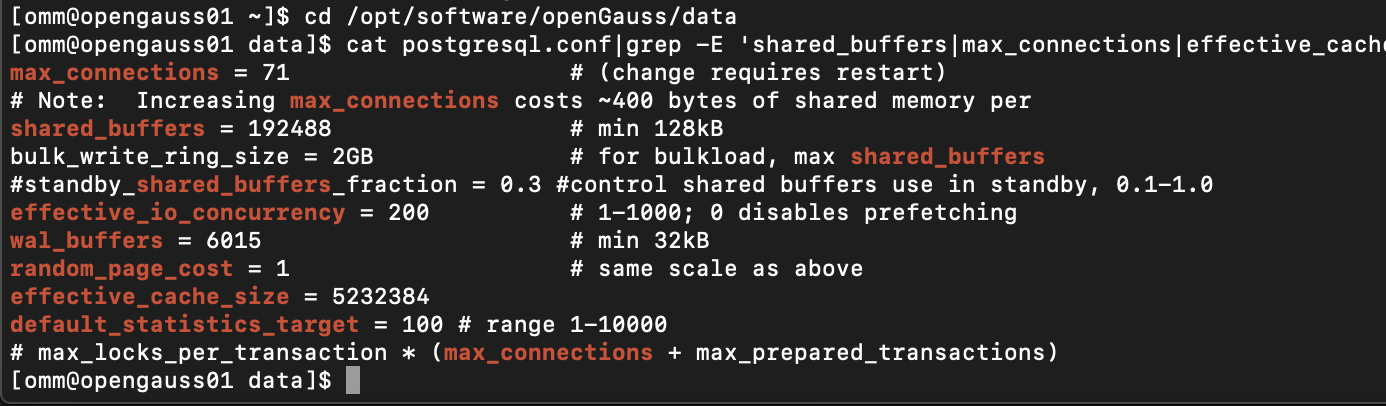 [omm@opengauss01 ~]$ cd /opt/software/openGauss/data
[omm@opengauss01 data]$ cat postgresql.conf|grep -E 'shared_buffers|max_connections|effective_cache
max_connections = 71                    # (change requires restart)
# Note:  Increasing max_connections costs ~400 bytes of shared memory per
shared_buffers = 192488                 # min 128kB
bulk_write_ring_size = 2GB              # for bulkload, max shared_buffers
#standby_shared_buffers_fraction = 0.3 #control shared buffers use in standby, 0.1-1.0
effective_io_concurrency = 200          # 1-1000; 0 disables prefetching
wal_buffers = 6015                      # min 32kB
random_page_cost = 1                    # same scale as above
effective_cache_size = 5232384
default_statistics_target = 100 # range 1-10000
# max_locks_per_transaction * (max_connections + max_prepared_transactions)
[omm@opengauss01 data]$